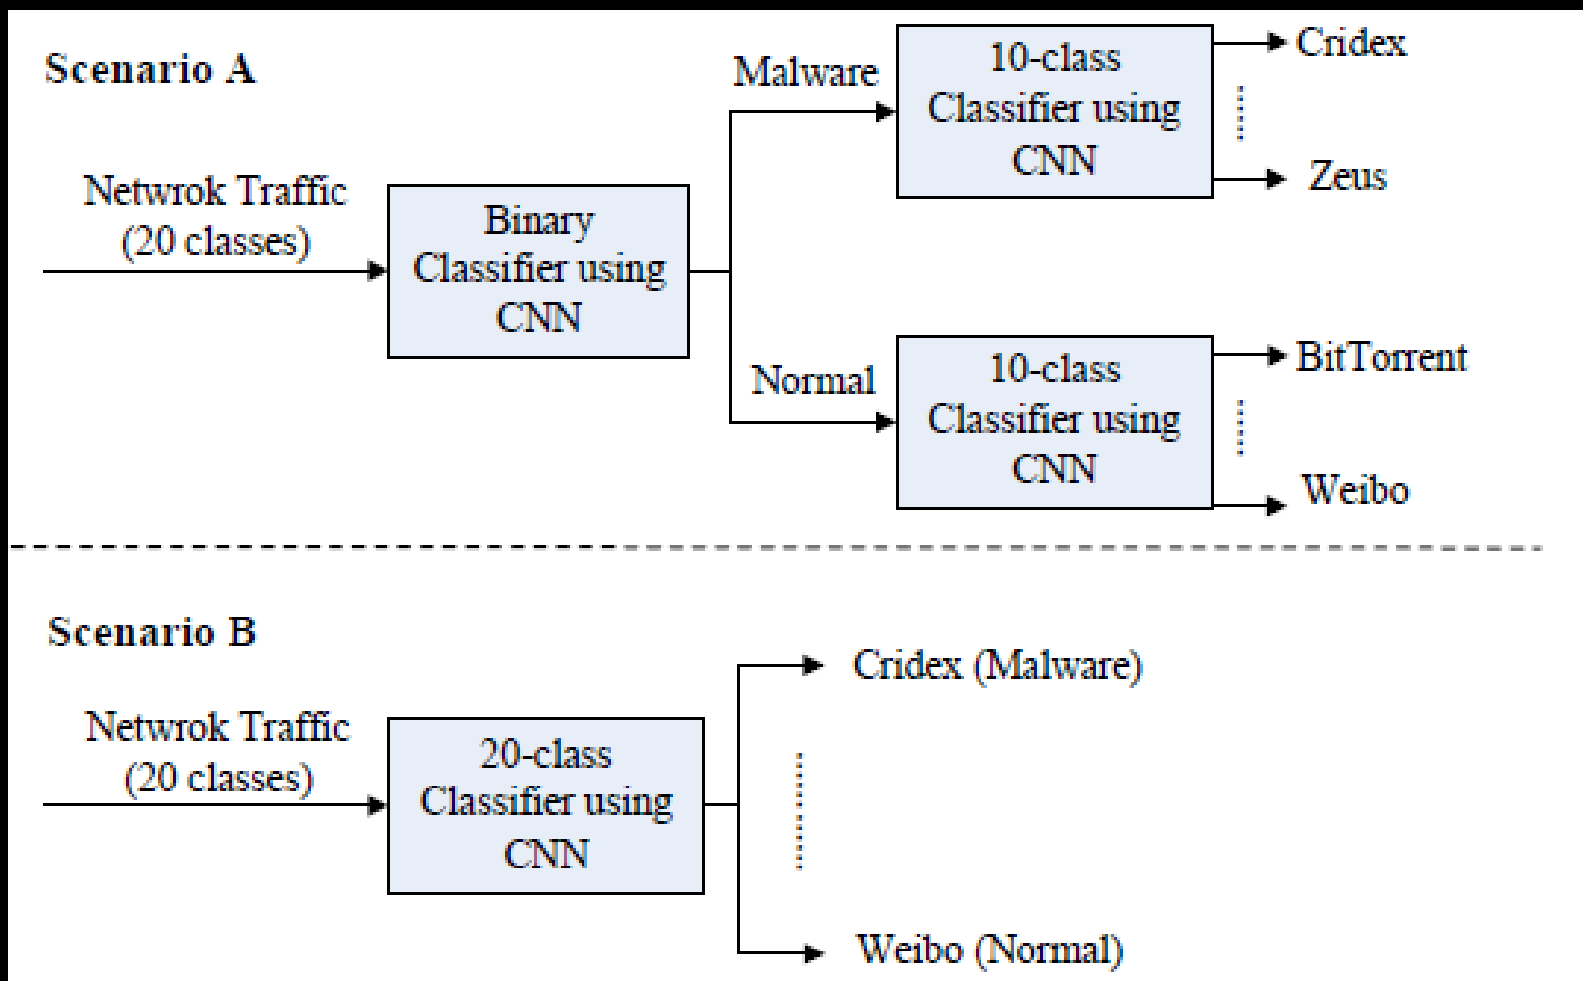 Scenario A
Netwrok Traffic
(20 classes)
Binary
Classifier using
CNN
Malware
10-class
Classifier using
CNN
Cridex
Zeus
Normal
10-class
Classifier using
CNN
BitTorrent
Weibo
Scenario B
Netwrok Traffic
(20 classes)
20-class
Classifier using
CNN
Cridex (Malware)
Weibo (Normal)